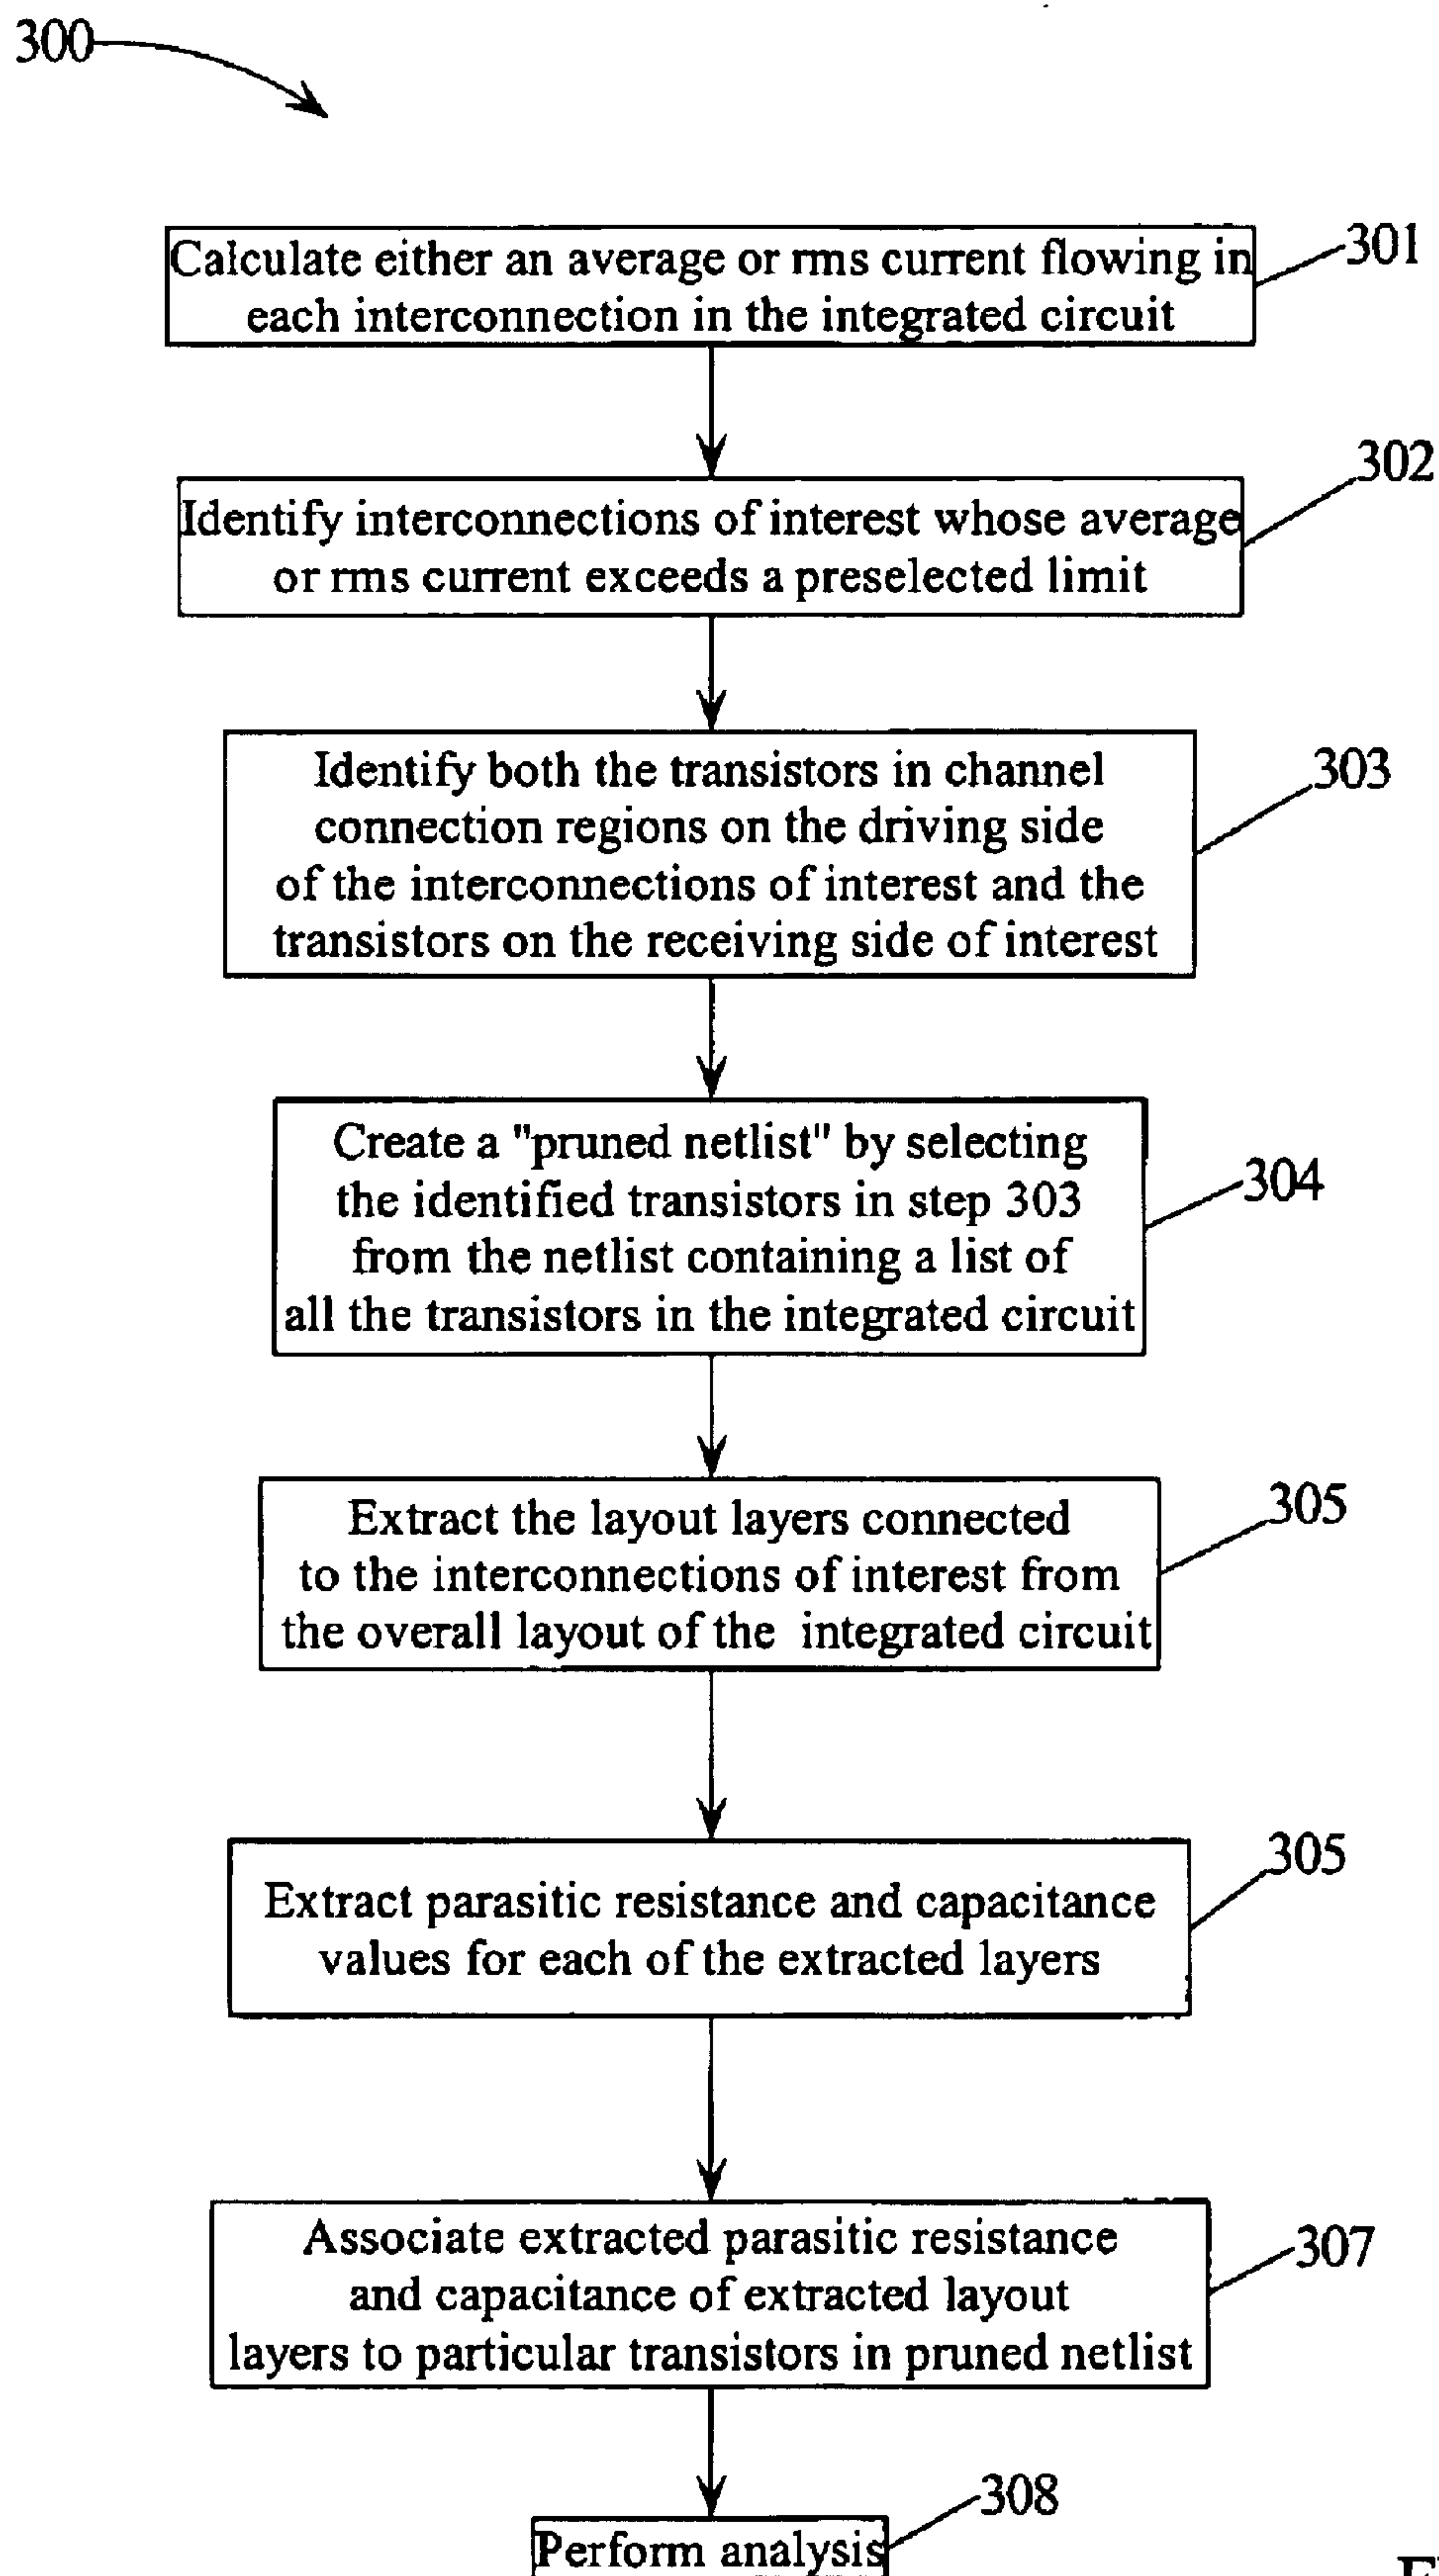 300
Calculate either an average or rms current flowing in
each interconnection in the integrated circuit
301
Identify interconnections of interest whose average
or rms current exceeds a preselected limit
302
Identify both the transistors in channel
connection regions on the driving side
of the interconnections of interest and the
transistors on the receiving side of interest
303
Create a "pruned netlist" by selecting
the identified transistors in step 303
from the netlist containing a list of
all the transistors in the integrated circuit
304
Extract the layout layers connected
to the interconnections of interest from
the overall layout of the integrated circuit
305
Extract parasitic resistance and capacitance
values for each of the extracted layers
305
Associate extracted parasitic resistance
and capacitance of extracted layout
layers to particular transistors in pruned netlist
307
308
Perform analysis